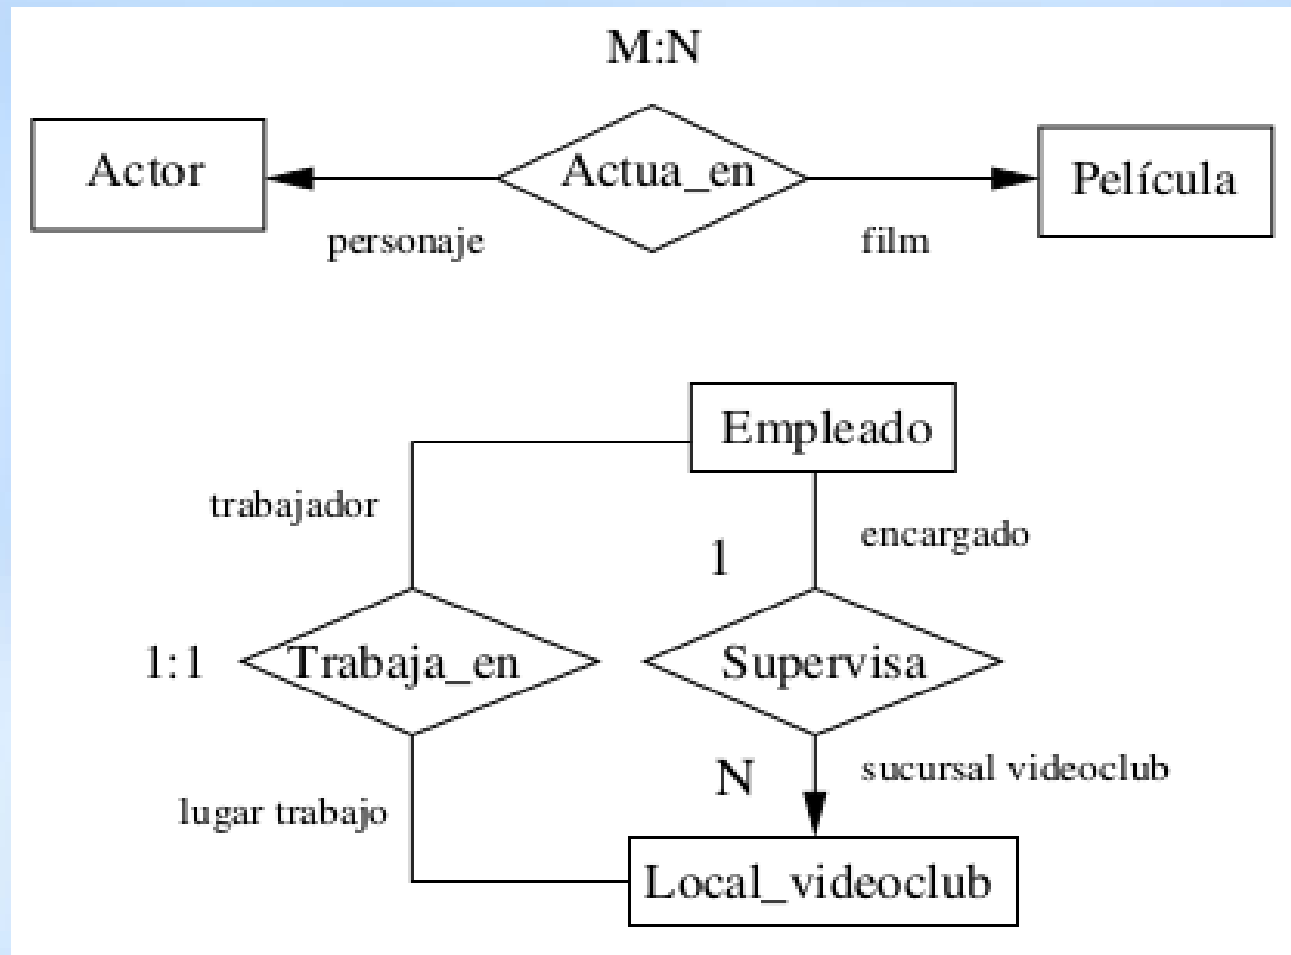 M:N
Actor
Actua_en
Película
personaje
film
Empleado
trabajador
encargado
1
1:1
Trabaja_en
Supervisa
N
sucursal videoclub
lugar trabajo
Local_videoclub